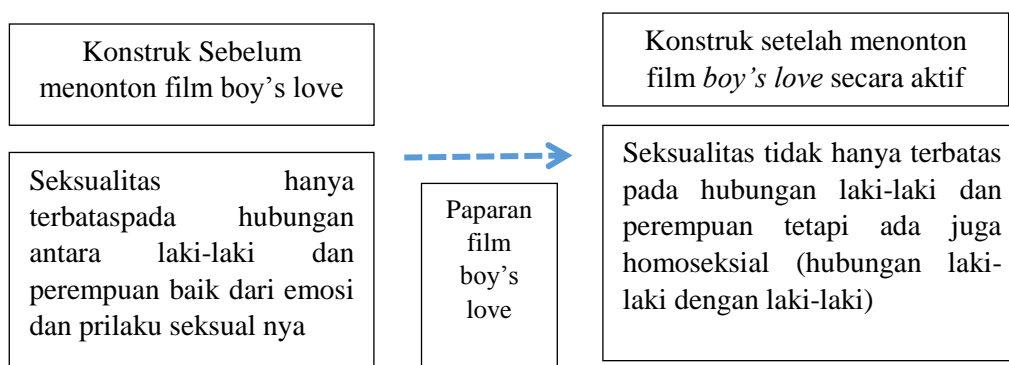 Konstruk Sebelum
menonton film boy's love
Seksualitas hanya
terbataspada hubungan
antara laki-laki dan
perempuan baik dari emosi
dan prilaku seksual nya
Paparan
film
boy's
love
Konstruk setelah menonton
film boy's love secara aktif
Seksualitas tidak hanya terbatas
pada hubungan laki-laki dan
perempuan tetapi ada juga
homoseksial (hubungan laki-
laki dengan laki-laki)